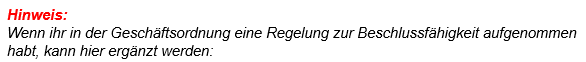 Hinweis:
Wenn ihr in der Geschäftsordnung eine Regelung zur Beschlussfähigkeit aufgenommen
habt, kann hier ergänzt werden: